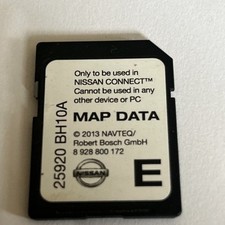 Only to be used in
NISSAN CONNECT™
Cannot be used in any
other device or PC
MAP DATA
© 2013 NAVTEQ/
Robert Bosch GmbH
8 928 800 172
NISSAN
E
25920 BH10A